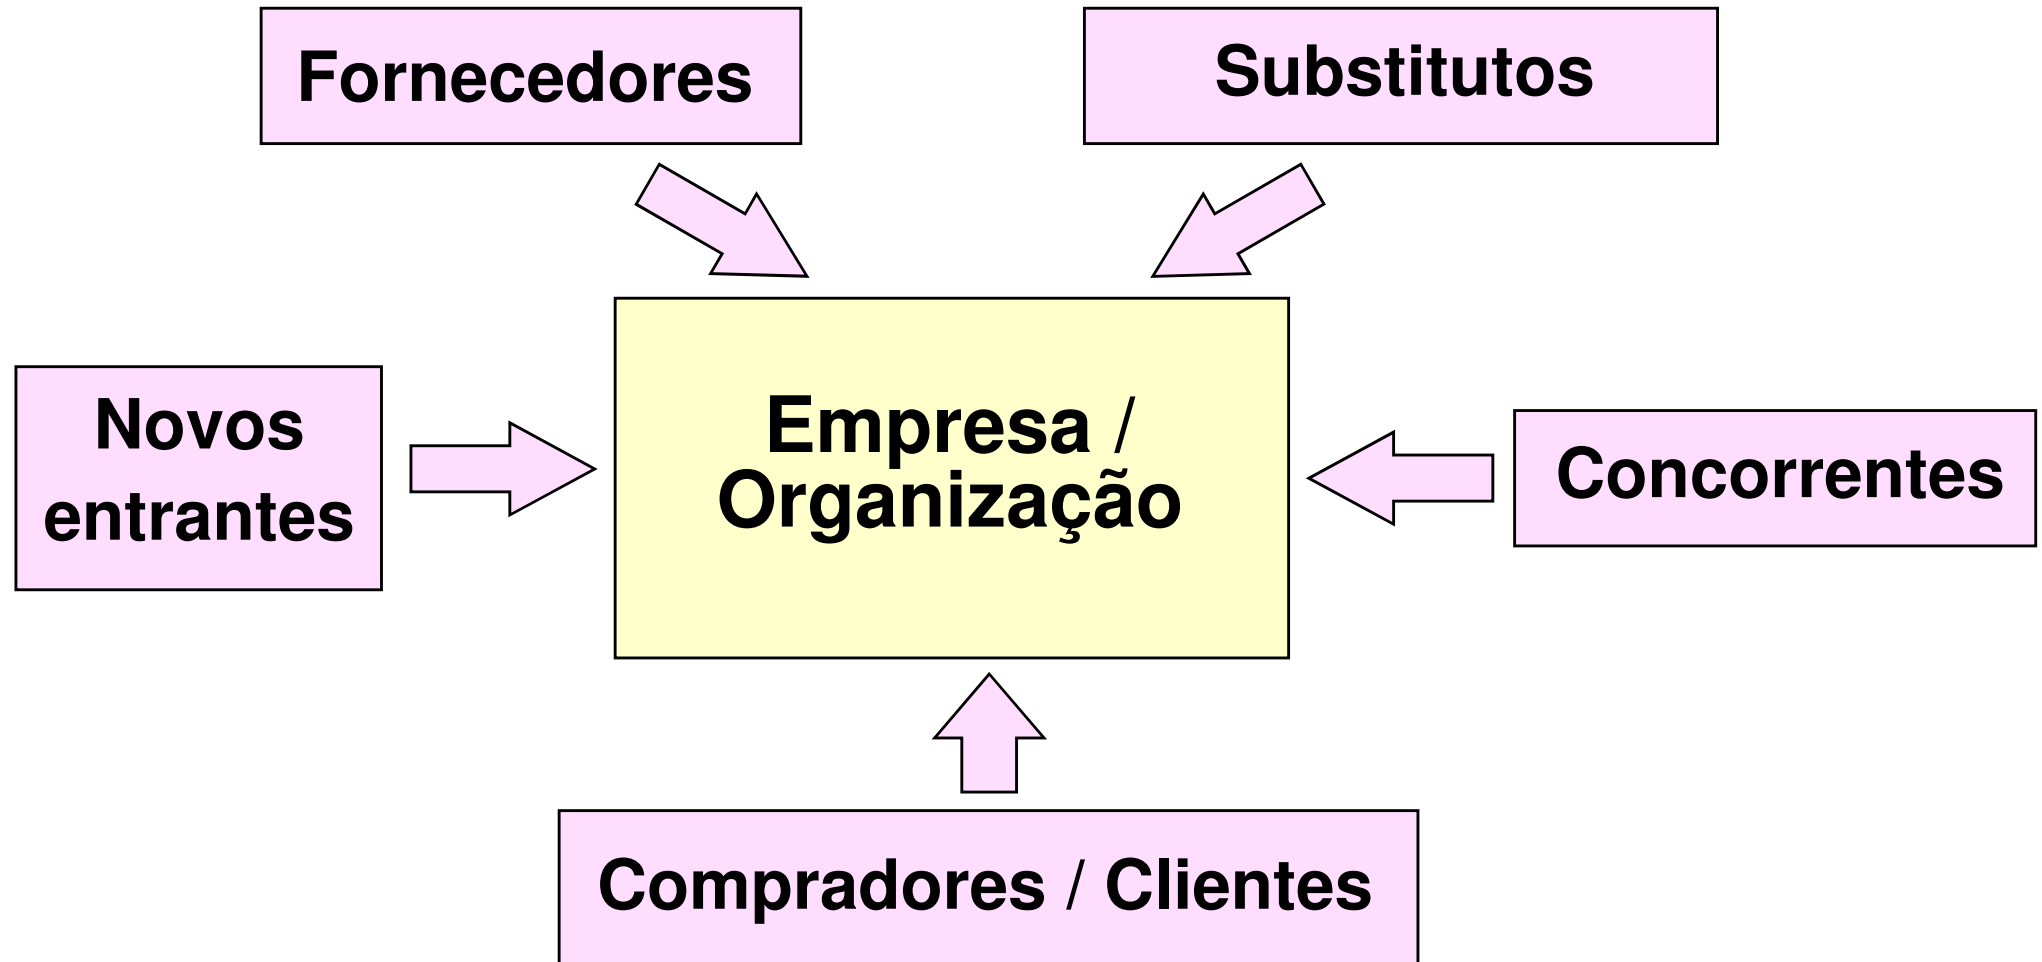 Fornecedores
Substitutos
Novos
entrantes
Empresa /
Organização
Concorrentes
Compradores / Clientes